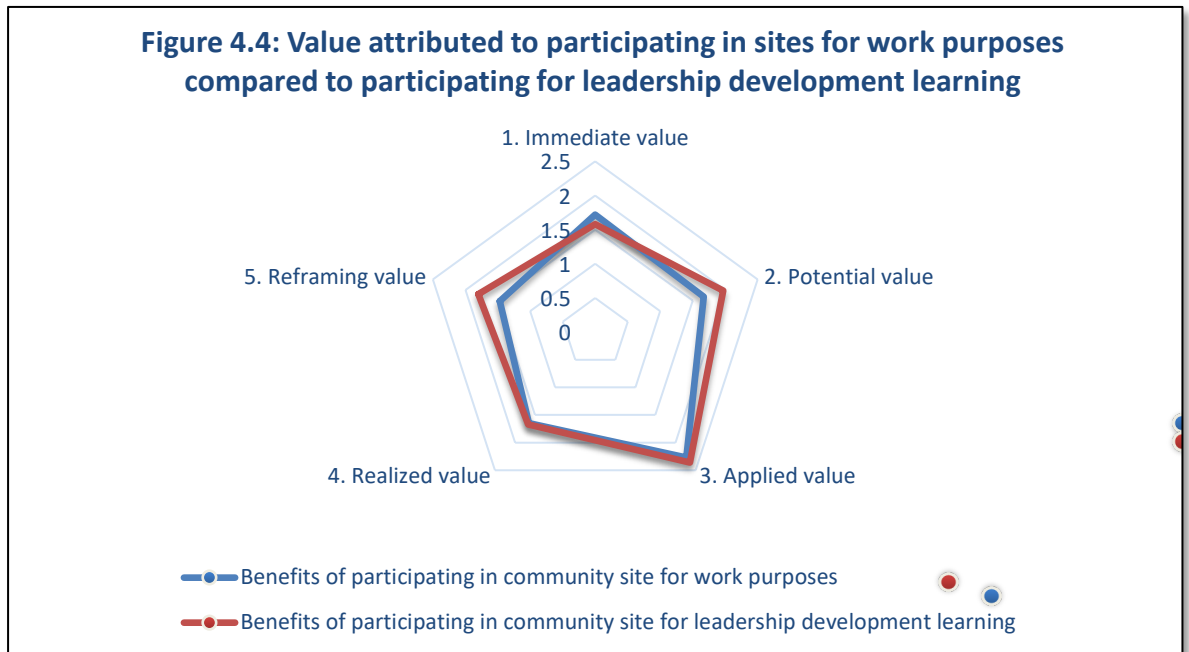 Figure 4.4: Value attributed to participating in sites for work purposes
compared to participating for leadership development learning
1. Immediate value
2.5
2
1.5
1
0.5
0
5. Reframing value
2. Potential value
4. Realized value
3. Applied value
Benefits of participating in community site for work purposes
Benefits of participating in community site for leadership development learning